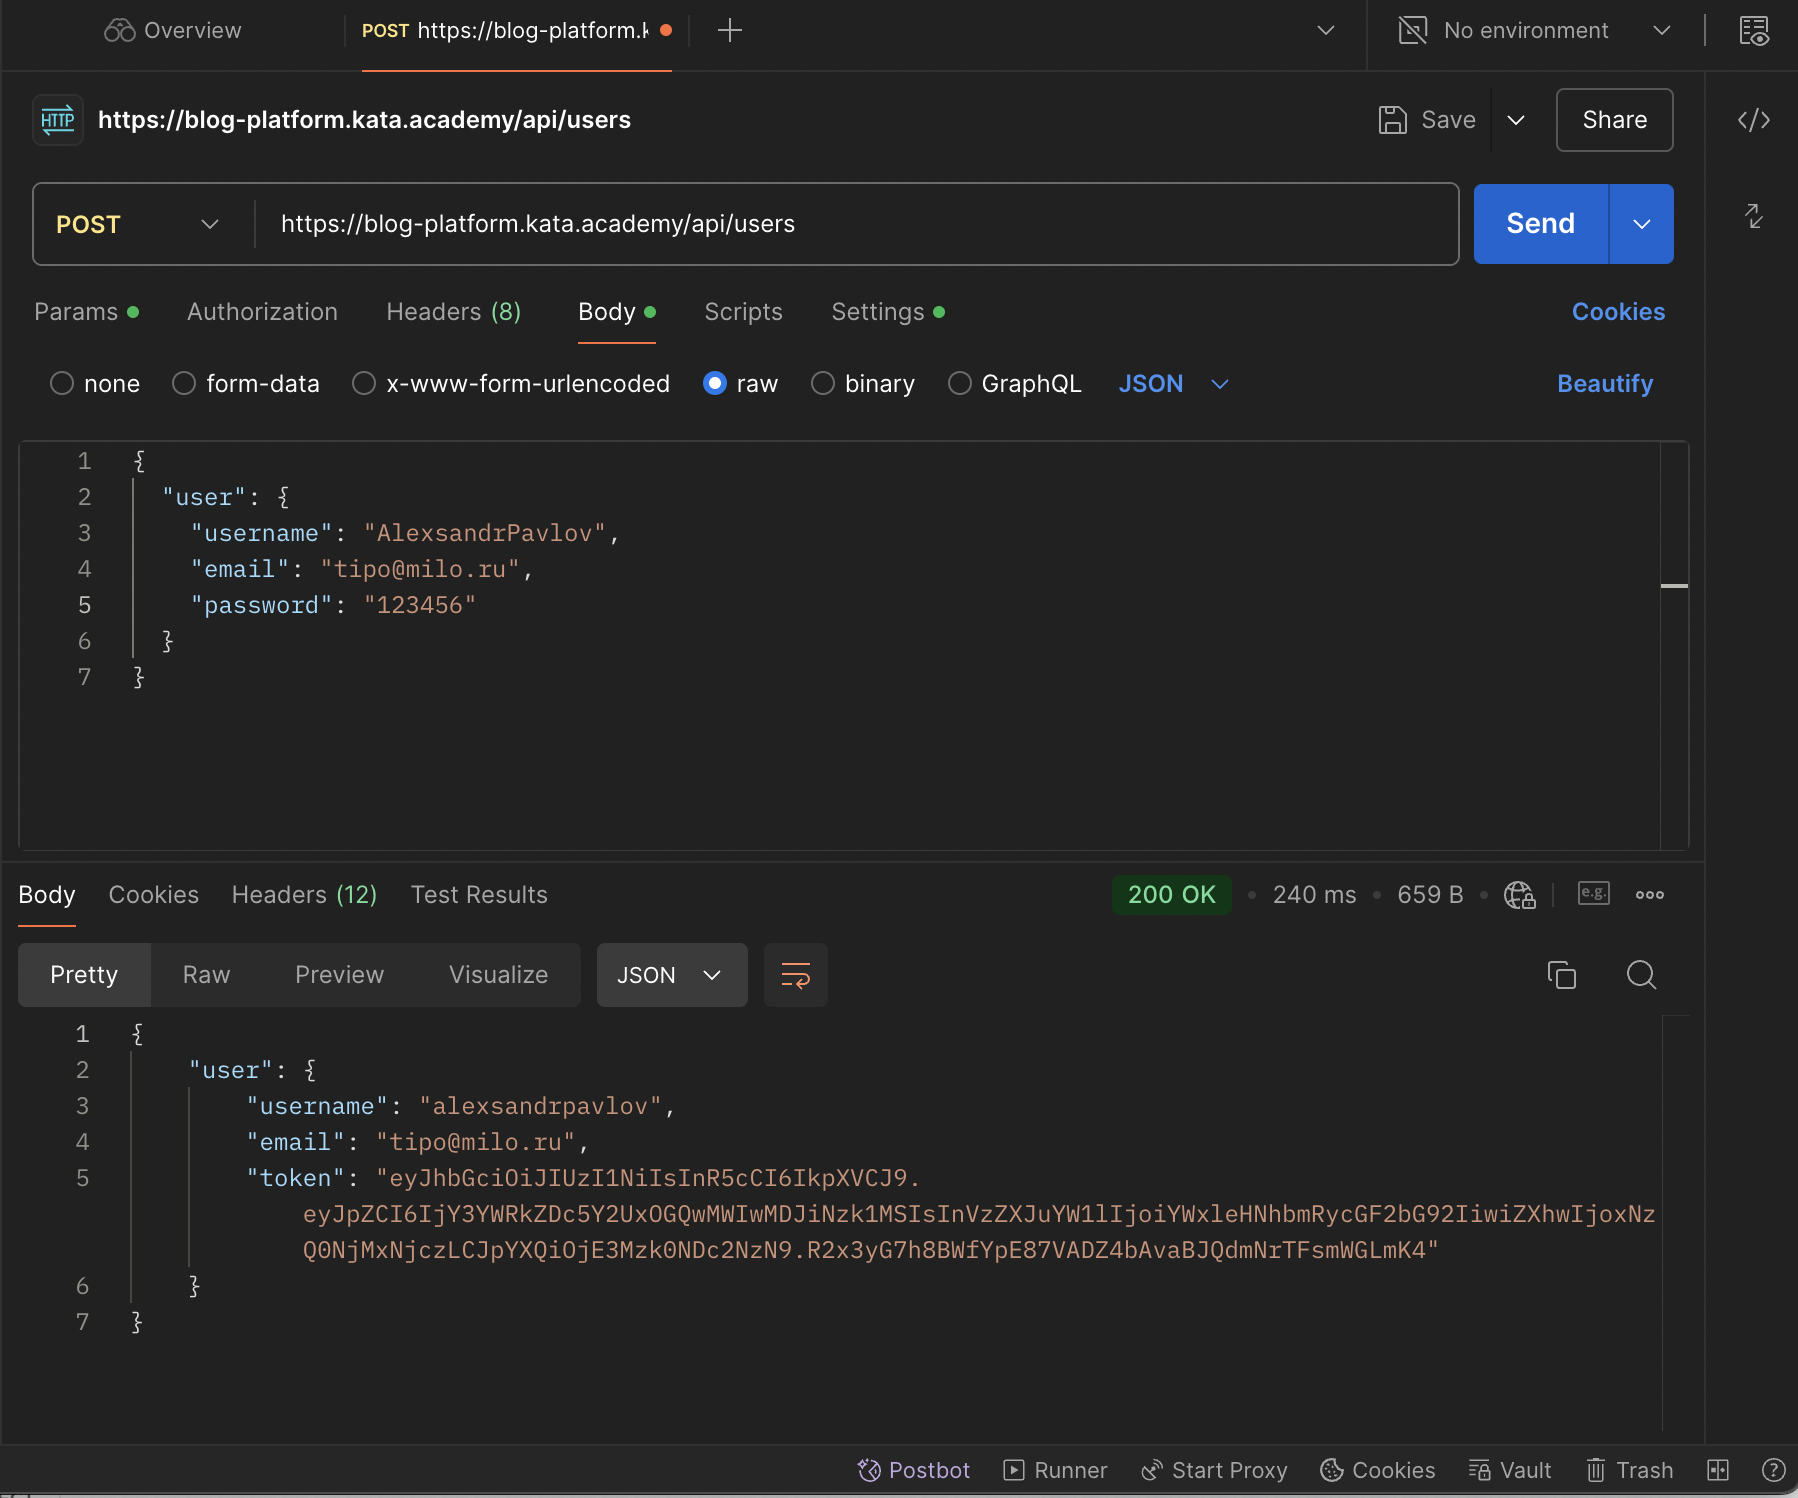 Overview
POST https://blog-platform.k
No environment
HTTP https://blog-platform.kata.academy/api/users
Save
Share
POST
https://blog-platform.kata.academy/api/users
Send
Params
Authorization
Headers (8)
Body
Scripts
Settings
Cookies
none
form-data
x-www-form-urlencoded
raw
binary
GraphQL
JSON
Beautify
1 {
2 "user": {
3 "username": "AlexsandrPavlov",
4 "email": "tipo@milo.ru",
5 "password": "123456"
6 }
7 }
Body
Cookies
Headers (12)
Test Results
200 OK
240 ms
659 B
e.g.
Pretty
Raw
Preview
Visualize
JSON
1 {
2 "user": {
3 "username": "alexsandrpavlov",
4 "email": "tipo@milo.ru",
5 "token": "eyJhbGciOiJIUzI1NiIsInR5cCI6IkpXVCJ9.
eyJpZCI6IjY3YWRkZDc5Y2UxOGQwMWIwMDJiNzk1MSIsInVzZXJuYW1lIjoiYWxleHNhbmRycGF2bG92IiwiZXhwIjoxNz
Q0NjMxNjczLCJpYXQiOjE3Mzk0NDc2NzN9.R2x3yG7h8BWfYpE87VADZ4bAvaBJQdmNrTFsmWGLmK4"
6 }
7 }
Postbot
Runner
Start Proxy
Cookies
Vault
Trash